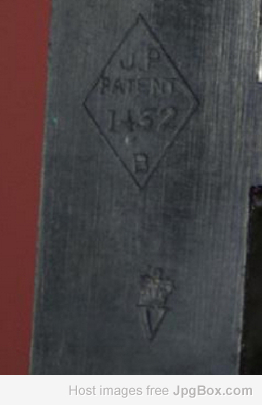 J.P
PATENT
1452
B
V
Host images free JpgBox.com